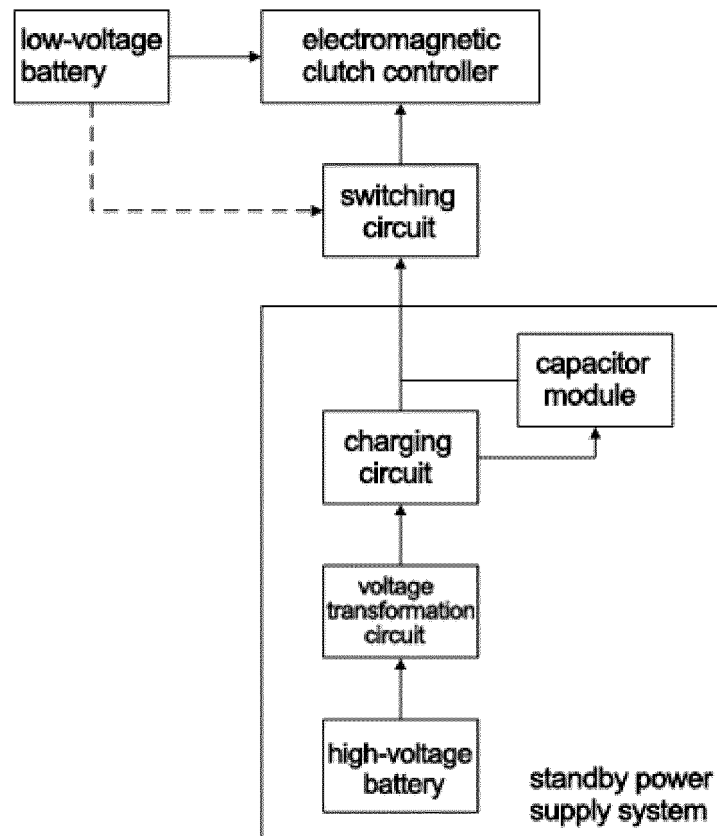 low-voltage
battery
electromagnetic
clutch controller
switching
circuit
capacitor
module
charging
circuit
voltage
transformation
circuit
high-voltage
battery
standby power
supply system